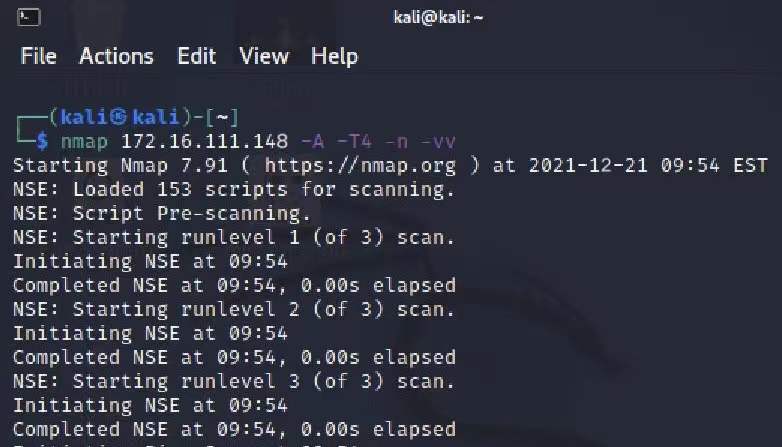 kali@kali: ~
File Actions Edit View Help
┌──(kali㉿kali)-[~]
└─$ nmap 172.16.111.148 -A -T4 -n -vv
Starting Nmap 7.91 ( https://nmap.org ) at 2021-12-21 09:54 EST
NSE: Loaded 153 scripts for scanning.
NSE: Script Pre-scanning.
NSE: Starting runlevel 1 (of 3) scan.
Initiating NSE at 09:54
Completed NSE at 09:54, 0.00s elapsed
NSE: Starting runlevel 2 (of 3) scan.
Initiating NSE at 09:54
Completed NSE at 09:54, 0.00s elapsed
NSE: Starting runlevel 3 (of 3) scan.
Initiating NSE at 09:54
Completed NSE at 09:54, 0.00s elapsed